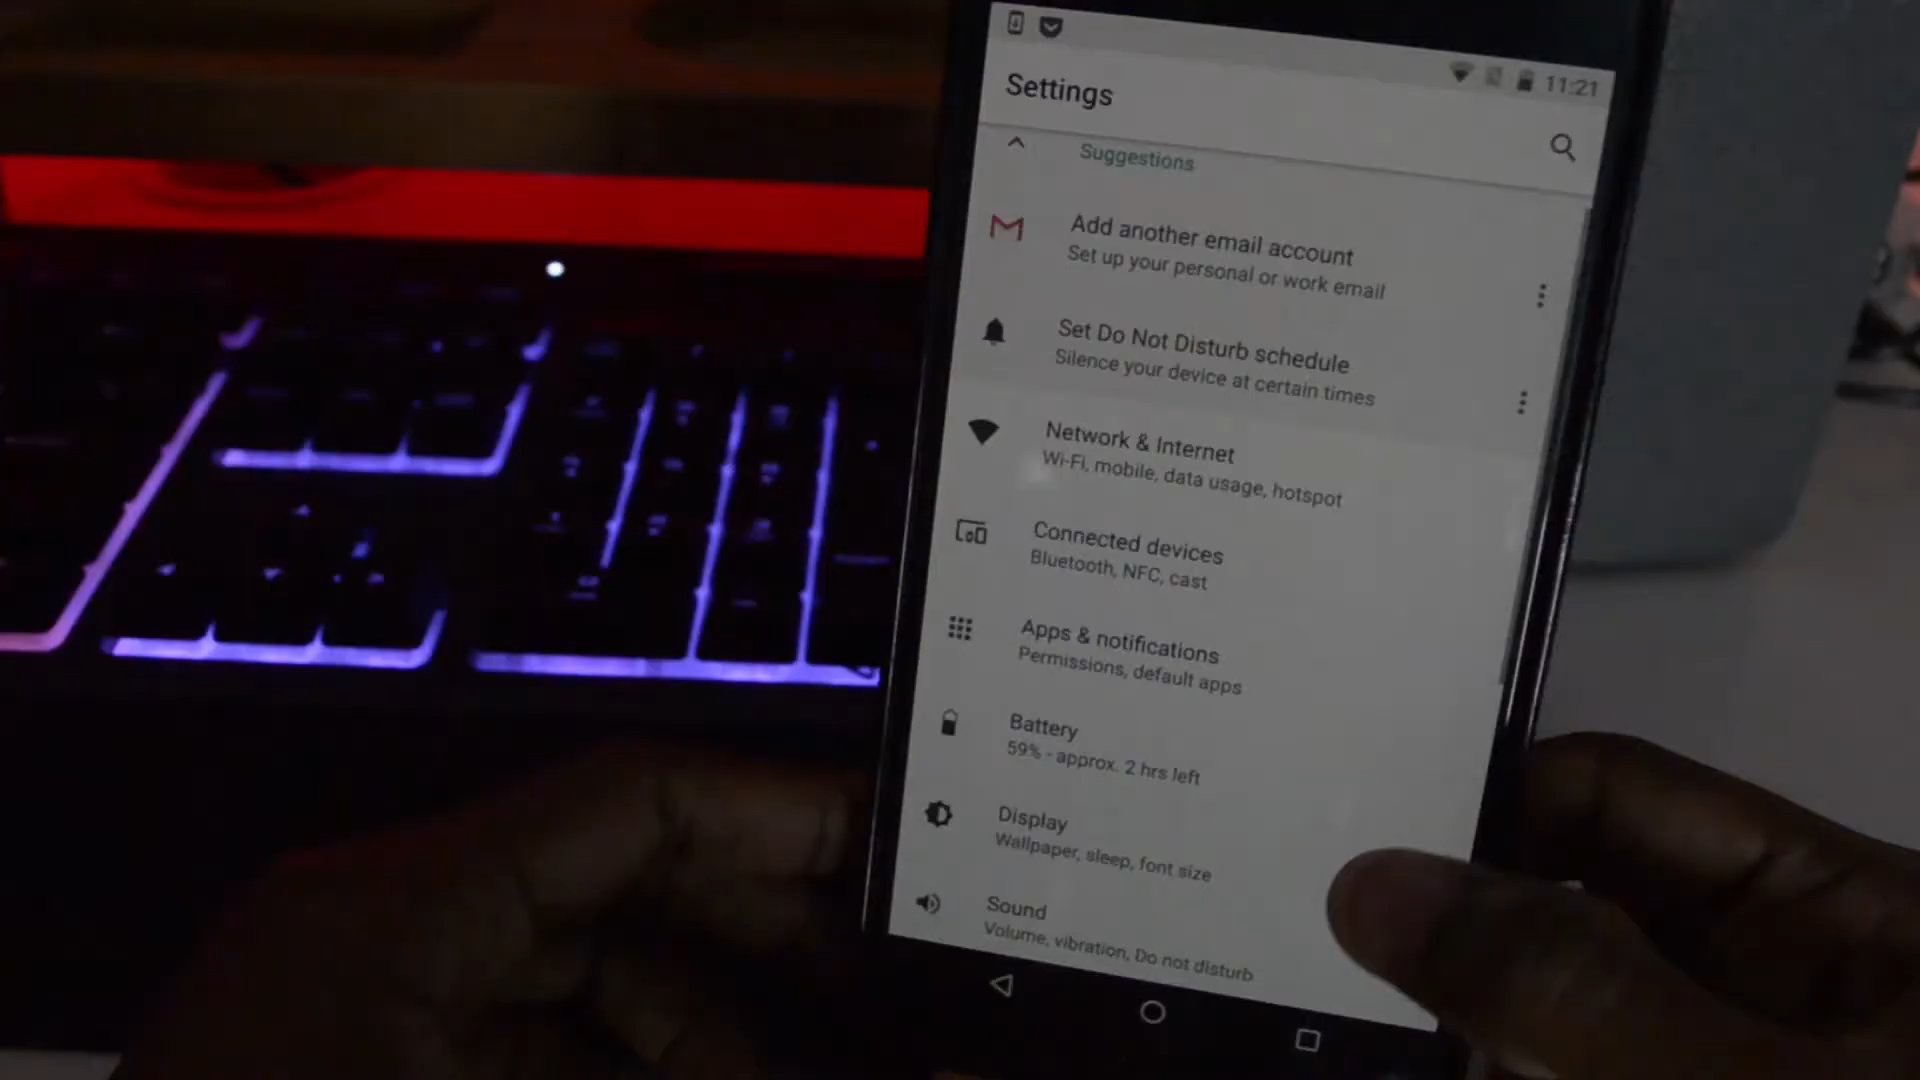 11:21
Settings
Suggestions
Add another email account
Set up your personal or work email
Set Do Not Disturb schedule
Silence your device at certain times
Network & Internet
Wi-Fi, mobile, data usage, hotspot
Connected devices
Bluetooth, NFC, cast
Apps & notifications
Permissions, default apps
Battery
59% - approx. 2 hrs left
Display
Wallpaper, sleep, font size
Sound
Volume, vibration, Do not disturb